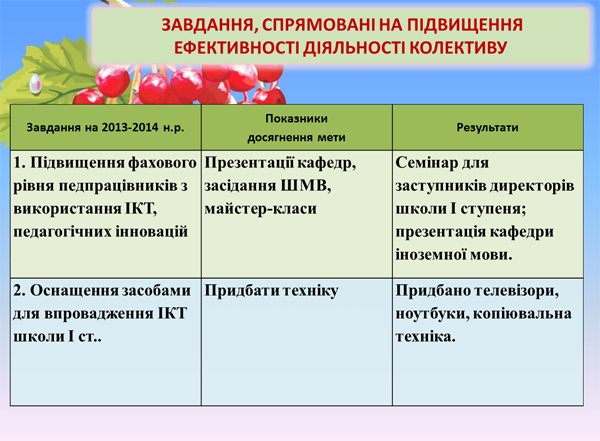 ЗАВДАННЯ, СПРЯМОВАНІ НА ПІДВИЩЕННЯ
ЕФЕКТИВНОСТІ ДІЯЛЬНОСТІ КОЛЕКТИВУ
Завдання на 2013-2014 н.р.
Показники
досягнення мети
Результати
1. Підвищення фахового
рівня педпрацівників з
використання ІКТ,
педагогічних інновацій
Презентації кафедр,
засідання ШМВ,
майстер-класи
Семінар для
заступників директорів
школи І ступеня;
презентація кафедри
іноземної мови.
2. Оснащення засобами
для впровадження ІКТ
школи І ст..
Придбати техніку
Придбано телевізори,
ноутбуки, копіювальна
техніка.